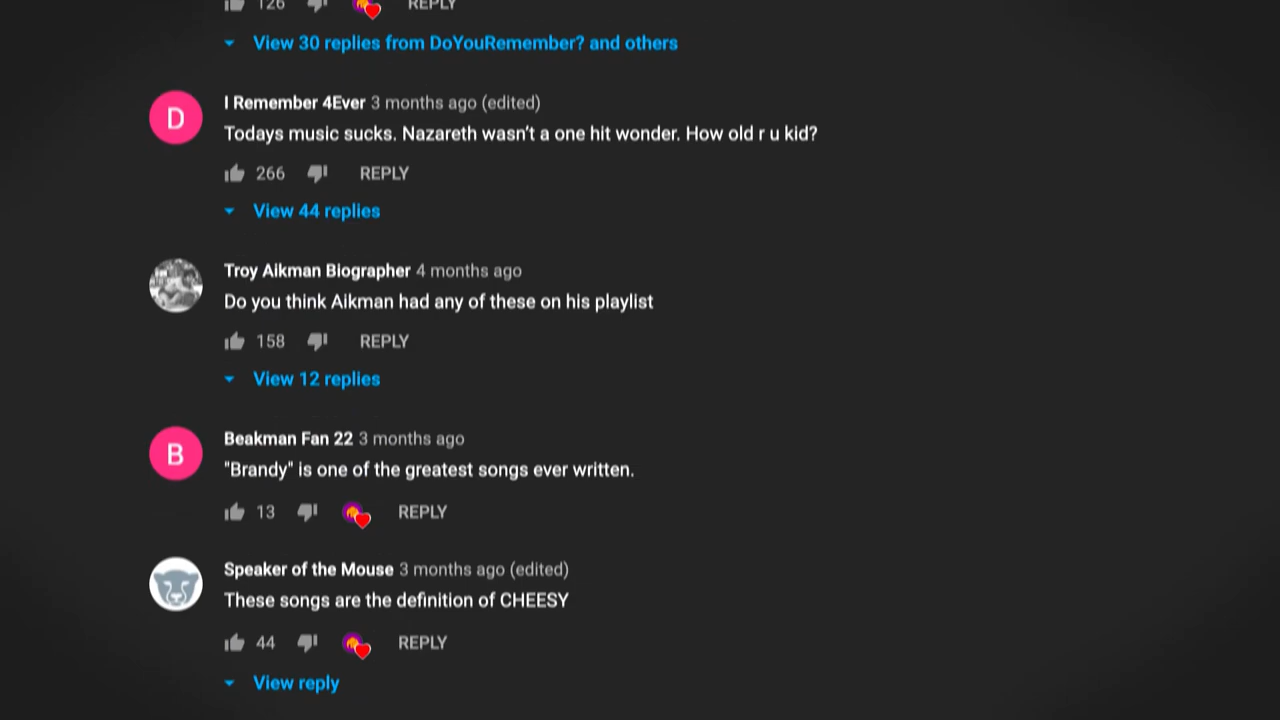 126 REPLY
View 30 replies from DoYouRemember? and others
D
I Remember 4Ever 3 months ago (edited)
Todays music sucks. Nazareth wasn't a one hit wonder. How old r u kid?
266 REPLY
View 44 replies
Troy Aikman Biographer 4 months ago
Do you think Aikman had any of these on his playlist
158 REPLY
View 12 replies
B
Beakman Fan 22 3 months ago
"Brandy" is one of the greatest songs ever written.
13 REPLY
Speaker of the Mouse 3 months ago (edited)
These songs are the definition of CHEESY
44 REPLY
View reply